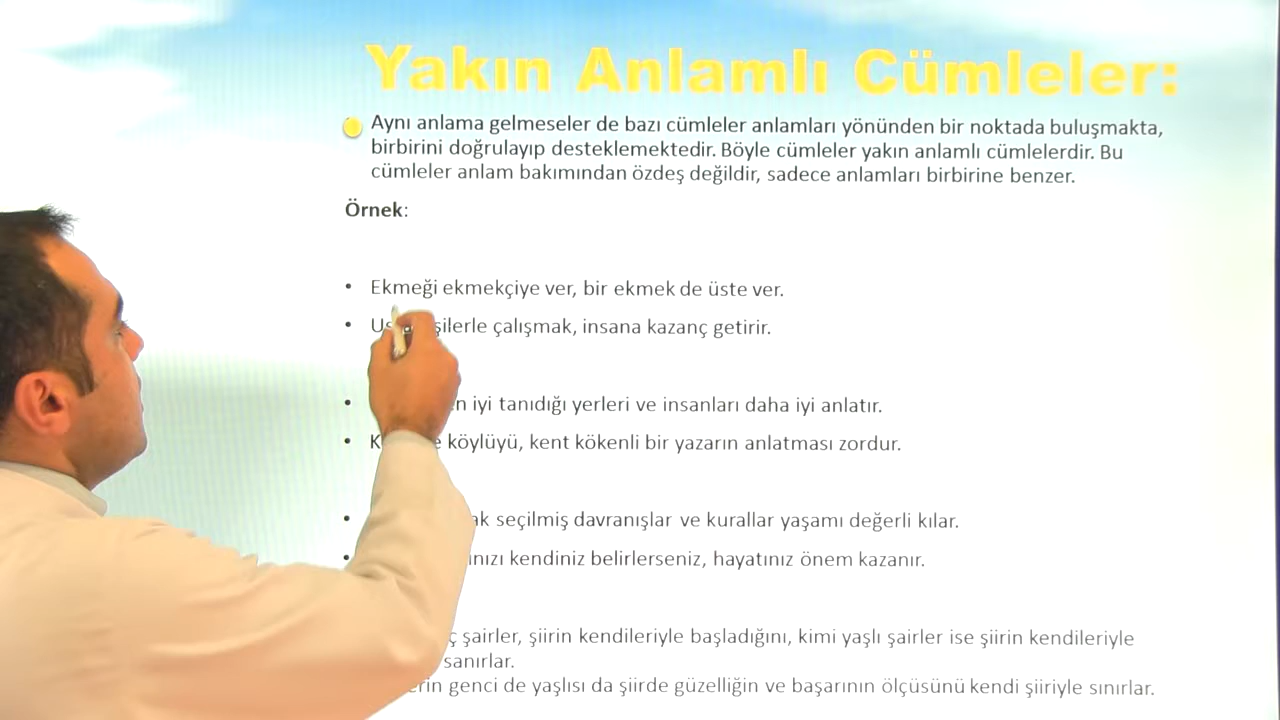 Yakın Anlamlı Cümleler:
Aynı anlama gelmeseler de bazı cümleler anlamları yönünden bir noktada buluşmakta,
birbirini doğrulayıp desteklemektedir. Böyle cümleler yakın anlamlı cümlelerdir. Bu
cümleler anlam bakımından özdeş değildir, sadece anlamları birbirine benzer.
Örnek:
• Ekmeği ekmekçiye ver, bir ekmek de üste ver.
• çalışmak, insana kazanç getirir.
• iyi tanıdığı yerleri ve insanları daha iyi anlatır.
• köylüyü, kent kökenli bir yazarın anlatması zordur.
• seçilmiş davranışlar ve kurallar yaşamı değerli kılar.
• kendiniz belirlerseniz, hayatınız önem kazanır.
şairler, şiirin kendileriyle başladığını, kimi yaşlı şairler ise şiirin kendileriyle
sanırlar.
genci de yaşlısı da şiirde güzelliğin ve başarının ölçüsünü kendi şiiriyle sınırlar.